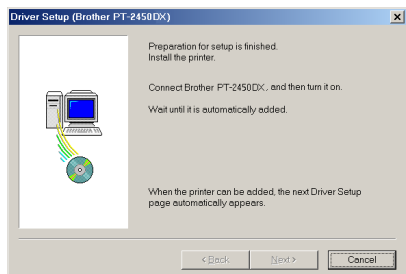 Driver Setup (Brother PT-2450DX)
Preparation for setup is finished.
Install the printer.
Connect Brother PT-2450DX, and then turn it on.
Wait until it is automatically added.
When the printer can be added, the next Driver Setup
page automatically appears.
< Back Next > Cancel